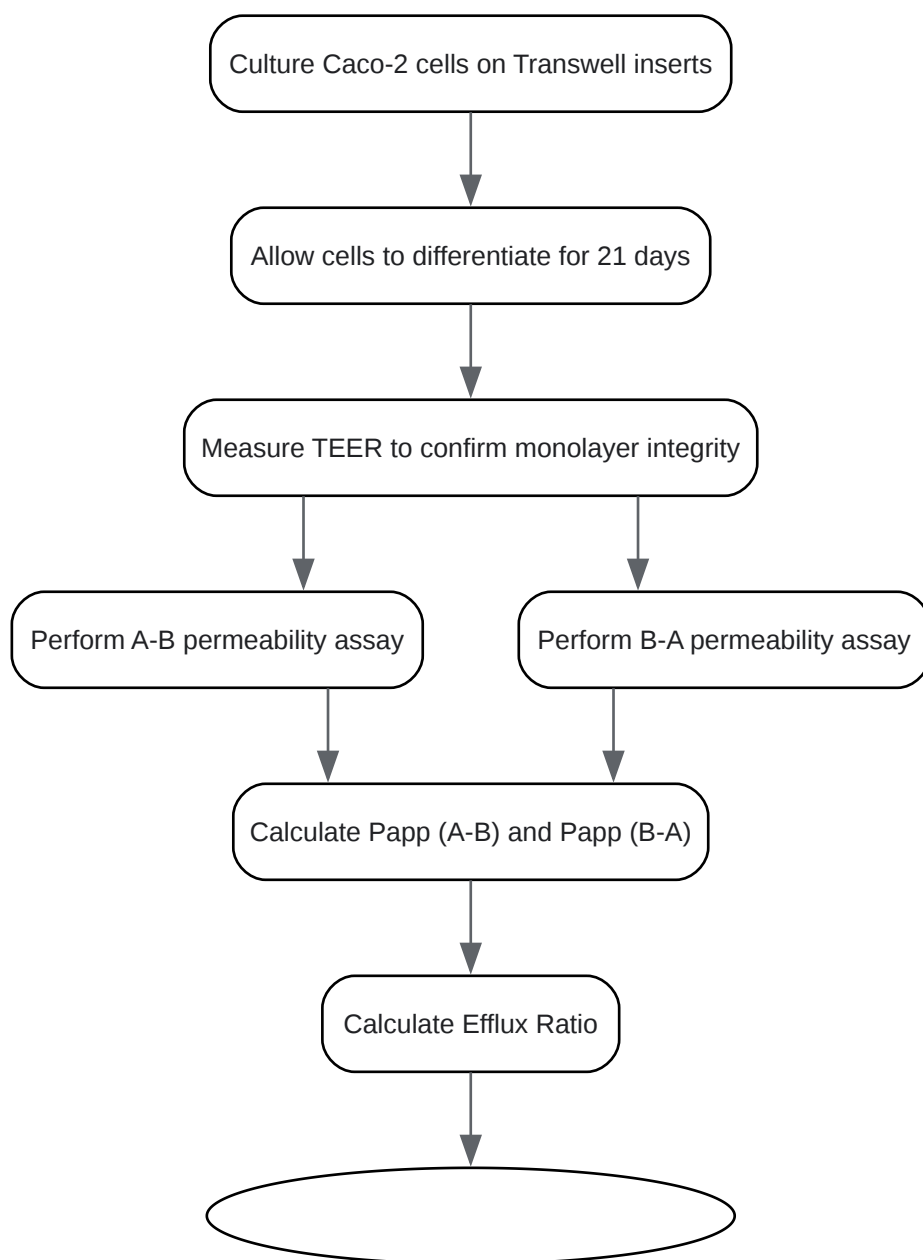 Culture Caco-2 cells on Transwell inserts
Allow cells to differentiate for 21 days
Measure TEER to confirm monolayer integrity
Perform A-B permeability assay
Perform B-A permeability assay
Calculate Papp (A-B) and Papp (B-A)
Calculate Efflux Ratio